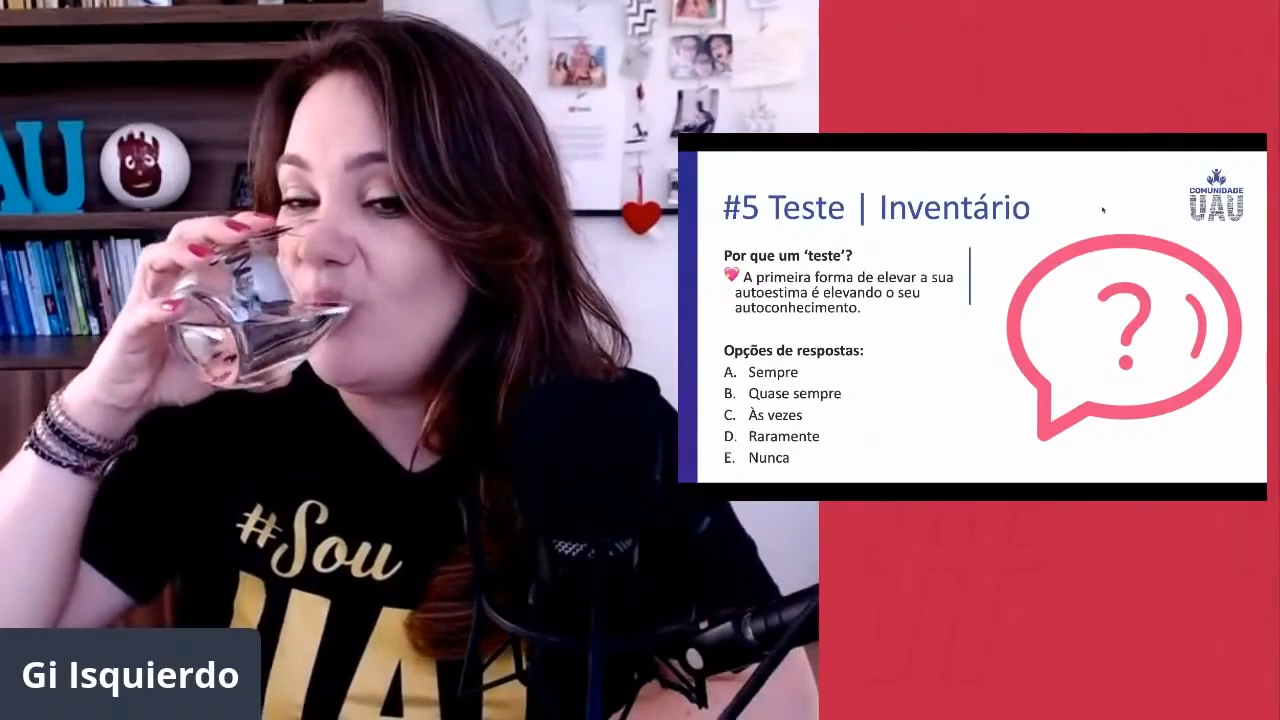 AU
#5 Teste | Inventário
COMUNIDADE
UAU
Por que um ‘teste’?
A primeira forma de elevar a sua
autoestima é elevando o seu
autoconhecimento.
Opções de respostas:
A. Sempre
B. Quase sempre
C. Às vezes
D. Raramente
E. Nunca
#Sou
UAU
Gi Isquierdo